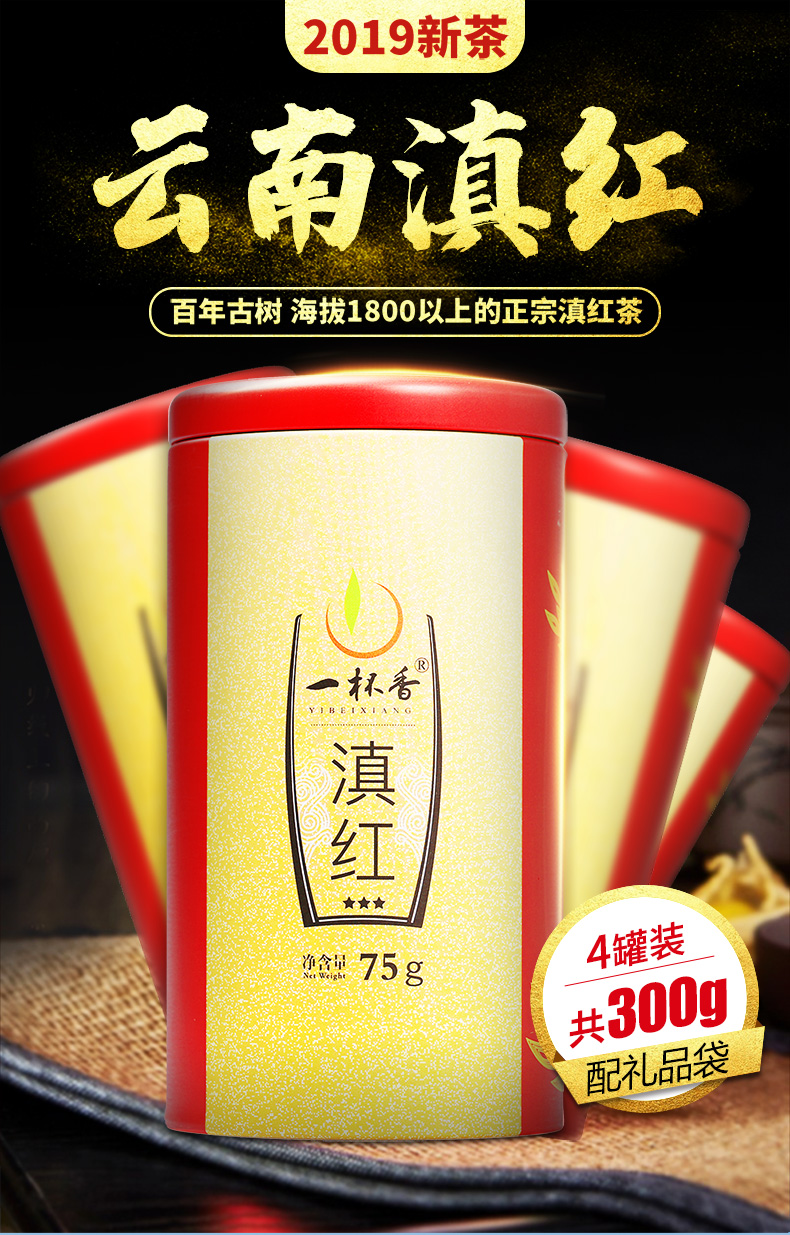 2019新茶
云南滇红
百年古树 海拔1800以上的正宗滇红茶
一杯香®
YIBEIXIANG
滇
红
净含量 75g
Net Weight
4罐装
共300g
配礼品袋